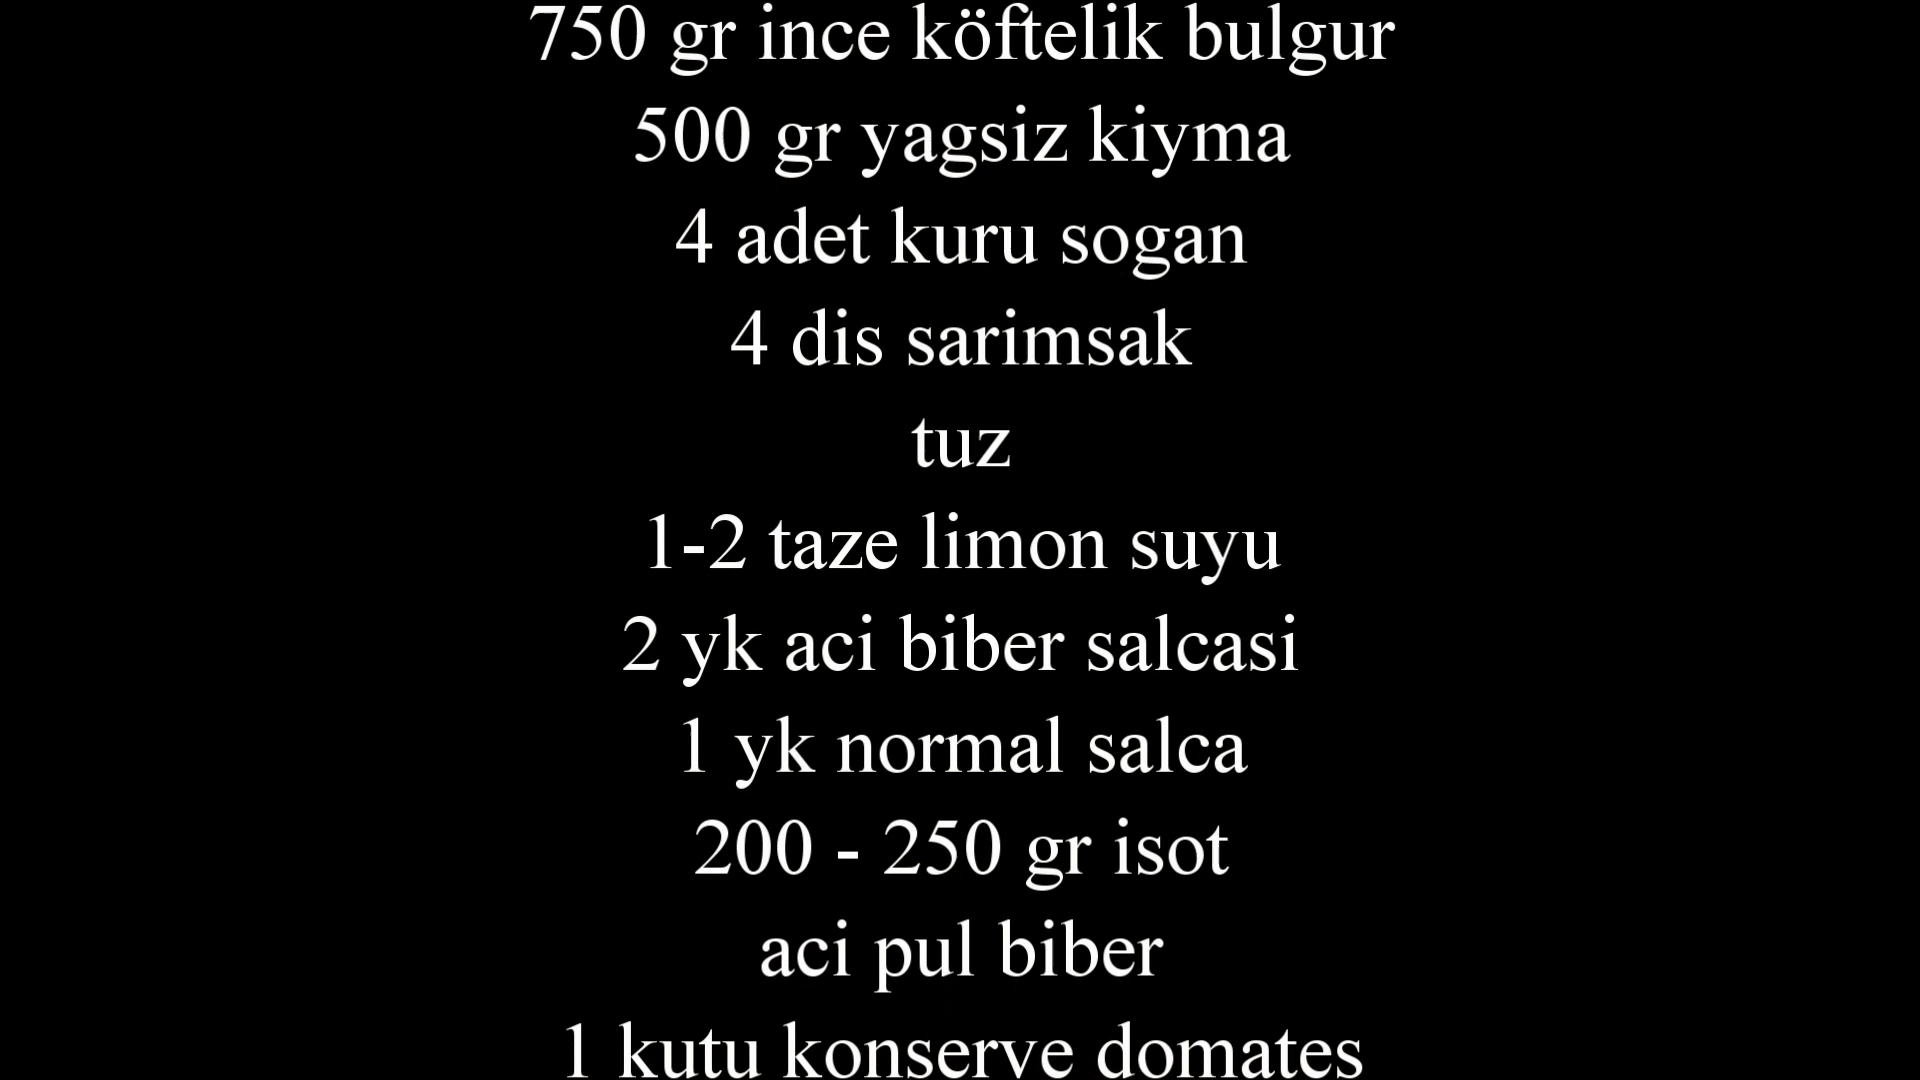 750 gr ince köftelik bulgur
500 gr yagsiz kiyma
4 adet kuru sogan
4 dis sarimsak
tuz
1-2 taze limon suyu
2 yk aci biber salcasi
1 yk normal salca
200 - 250 gr isot
aci pul biber
1 kutu konserve domates